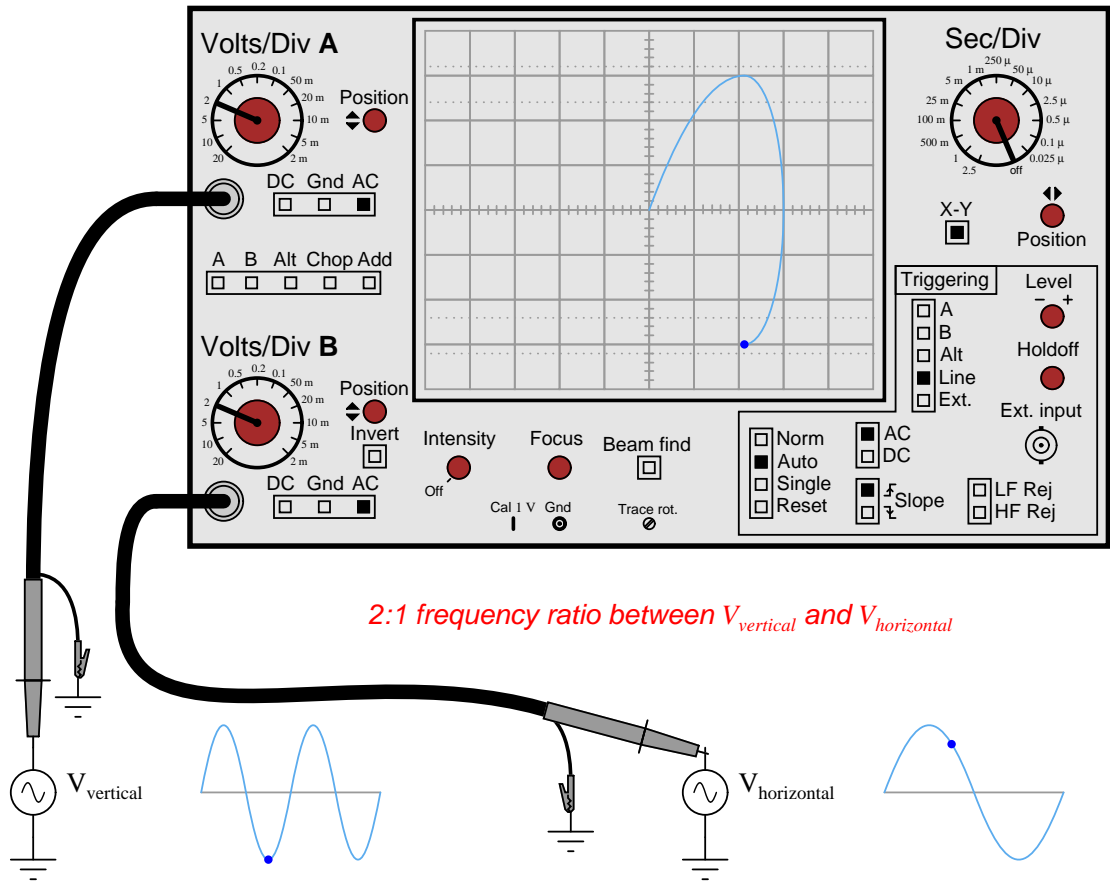 Volts/Div A
0.5 0.2 0.1
1 50 m
2 20 m
5 10 m
10 5 m
20 2 m
Position
DC Gnd AC
A B Alt Chop Add
Volts/Div B
0.5 0.2 0.1
1 50 m
2 20 m
5 10 m
10 5 m
20 2 m
Position
Invert
DC Gnd AC
Intensity
Off
Focus
Beam find
Cal 1 V Gnd
Trace rot.
Sec/Div
250 µ
1 m 50 µ
5 m 10 µ
25 m 2.5 µ
100 m 0.5 µ
500 m 0.1 µ
1 0.025 µ
2.5 off
X-Y
Position
Triggering
A
B
Alt
Line
Ext.
Level
− +
Holdoff
Ext. input
Norm
Auto
Single
Reset
AC
DC
Slope
LF Rej
HF Rej
2:1 frequency ratio between Vvertical and Vhorizontal
Vvertical
Vhorizontal